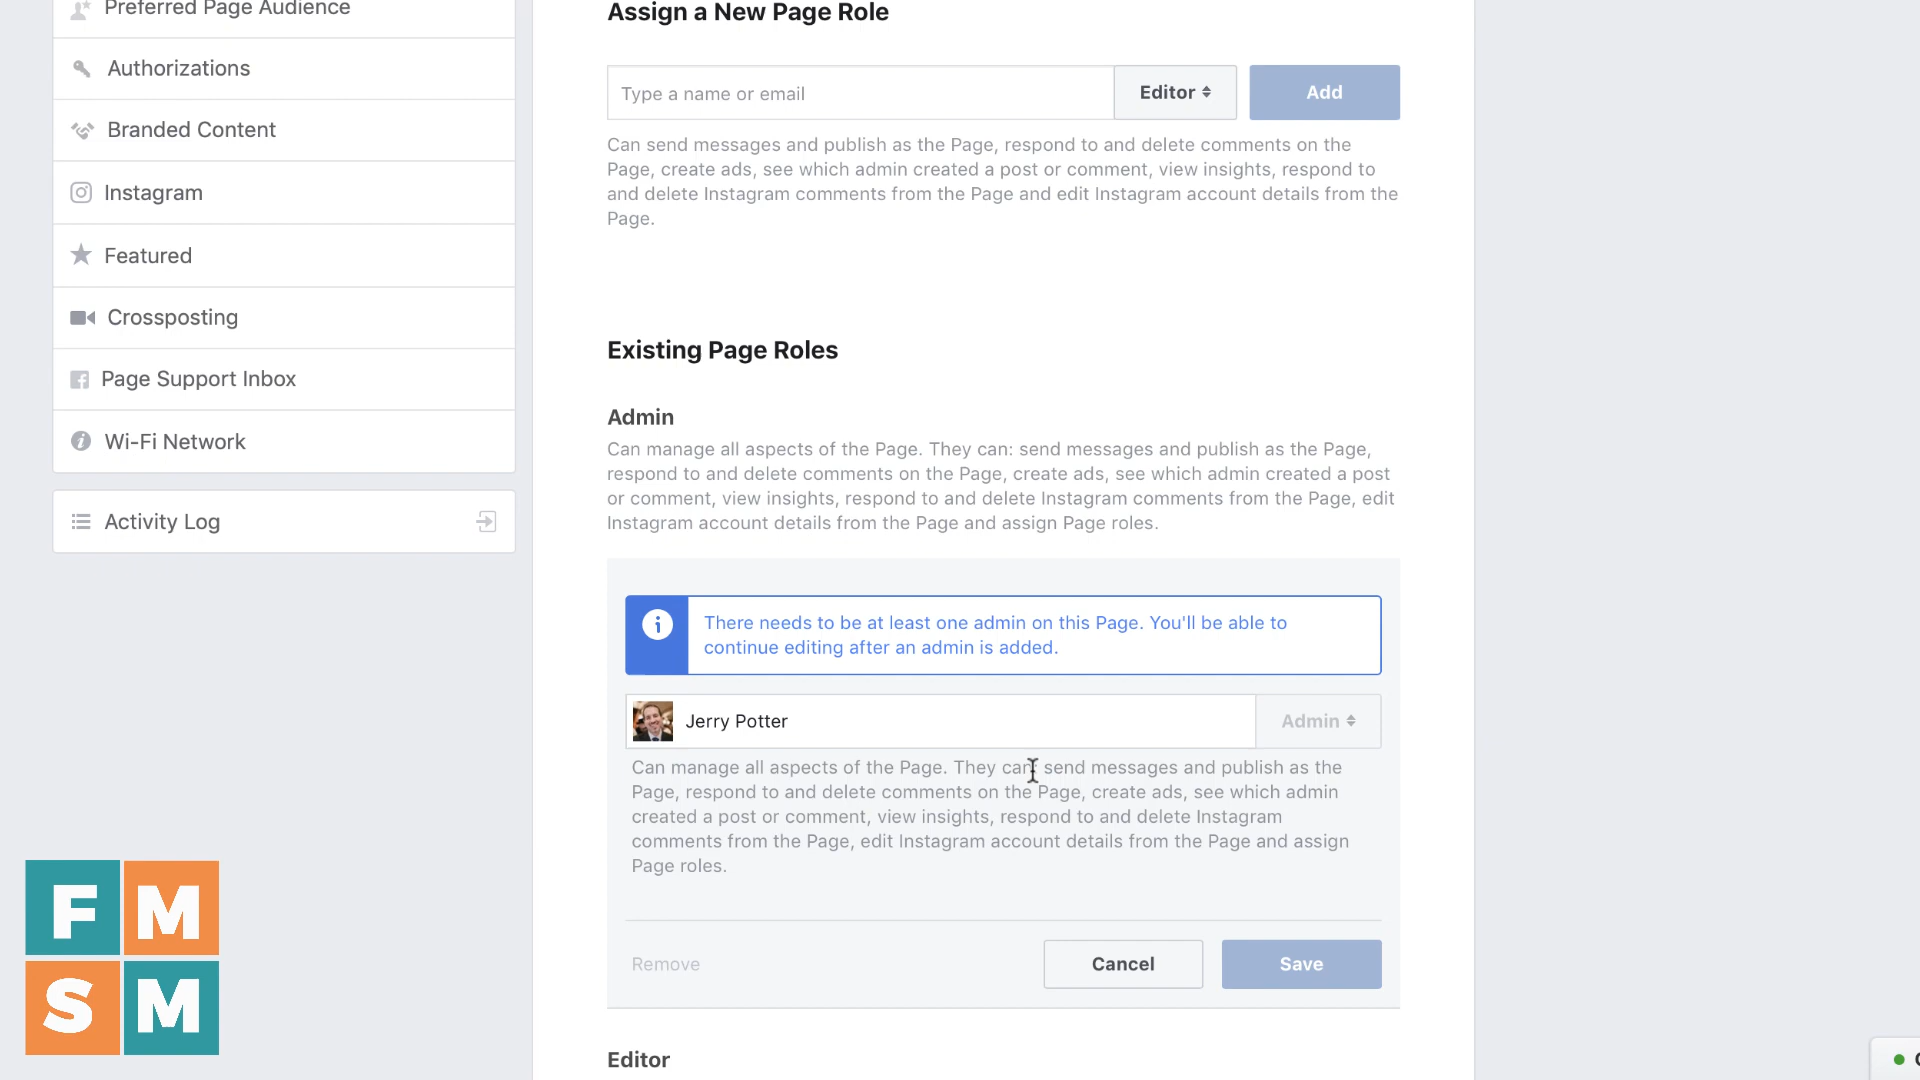 Preferred Page Audience
Authorizations
Branded Content
Instagram
Featured
Crossposting
Page Support Inbox
Wi-Fi Network
Activity Log
Assign a New Page Role
Type a name or email
Editor
Add
Can send messages and publish as the Page, respond to and delete comments on the
Page, create ads, see which admin created a post or comment, view insights, respond to
and delete Instagram comments from the Page and edit Instagram account details from the
Page.
Existing Page Roles
Admin
Can manage all aspects of the Page. They can: send messages and publish as the Page,
respond to and delete comments on the Page, create ads, see which admin created a post
or comment, view insights, respond to and delete Instagram comments from the Page, edit
Instagram account details from the Page and assign Page roles.
There needs to be at least one admin on this Page. You'll be able to
continue editing after an admin is added.
Jerry Potter
Admin
Can manage all aspects of the Page. They can: send messages and publish as the
Page, respond to and delete comments on the Page, create ads, see which admin
created a post or comment, view insights, respond to and delete Instagram
comments from the Page, edit Instagram account details from the Page and assign
Page roles.
Remove
Cancel
Save
Editor
F M
S M